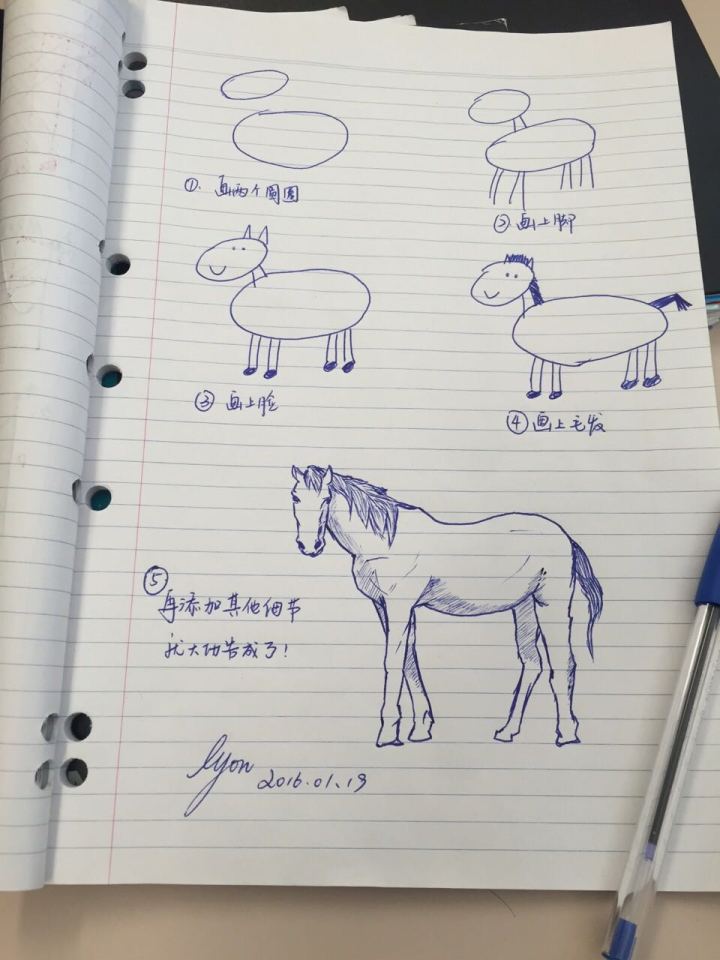 ①. 画两个圆圈
② 画上脚
③ 画上脸
④ 画上毛发
⑤
再添加其他细节
就大功告成了!
lyon 2016.01.19